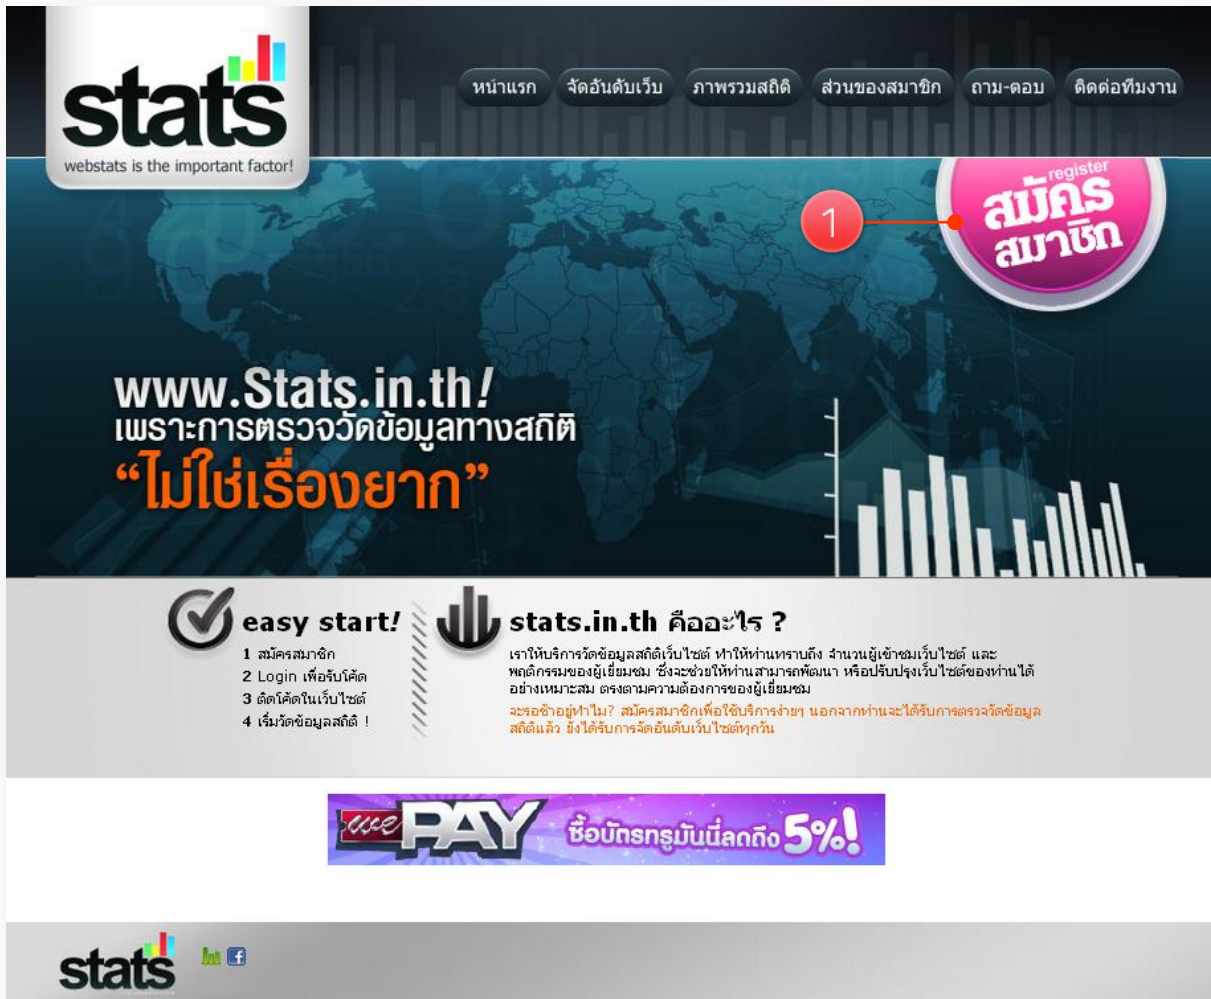 stats
webstats is the important factor!
หน้าแรก จัดอันดับเว็บ ภาพรวมสถิติ ส่วนของสมาชิก ถาม-ตอบ ติดต่อทีมงาน
register
สมัคร
สมาชิก
1
www.Stats.in.th!
เพราะการตรวจวัดข้อมูลทางสถิติ
“ไม่ใช่เรื่องยาก”
easy start!
1 สมัครสมาชิก
2 Login เพื่อรับโค้ด
3 ติดโค้ดในเว็บไซต์
4 เริ่มวัดข้อมูลสถิติ !
stats.in.th คืออะไร ?
เราให้บริการวัดข้อมูลสถิติเว็บไซต์ ทำให้ท่านทราบถึง จำนวนผู้เข้าชมเว็บไซต์ และ
พฤติกรรมของผู้เยี่ยมชม ซึ่งจะช่วยให้ท่านสามารถพัฒนา หรือปรับปรุงเว็บไซต์ของท่านได้
อย่างเหมาะสม ตรงตามความต้องการของผู้เยี่ยมชม
จะรอช้าอยู่ทำไม? สมัครสมาชิกเพื่อใช้บริการง่ายๆ นอกจากท่านจะได้รับการตรวจวัดข้อมูล
สถิติแล้ว ยังได้รับการจัดอันดับเว็บไซต์ทุกวัน
we PAY ซื้อบัตรทรูมันนี่ลดถึง 5%!
stats